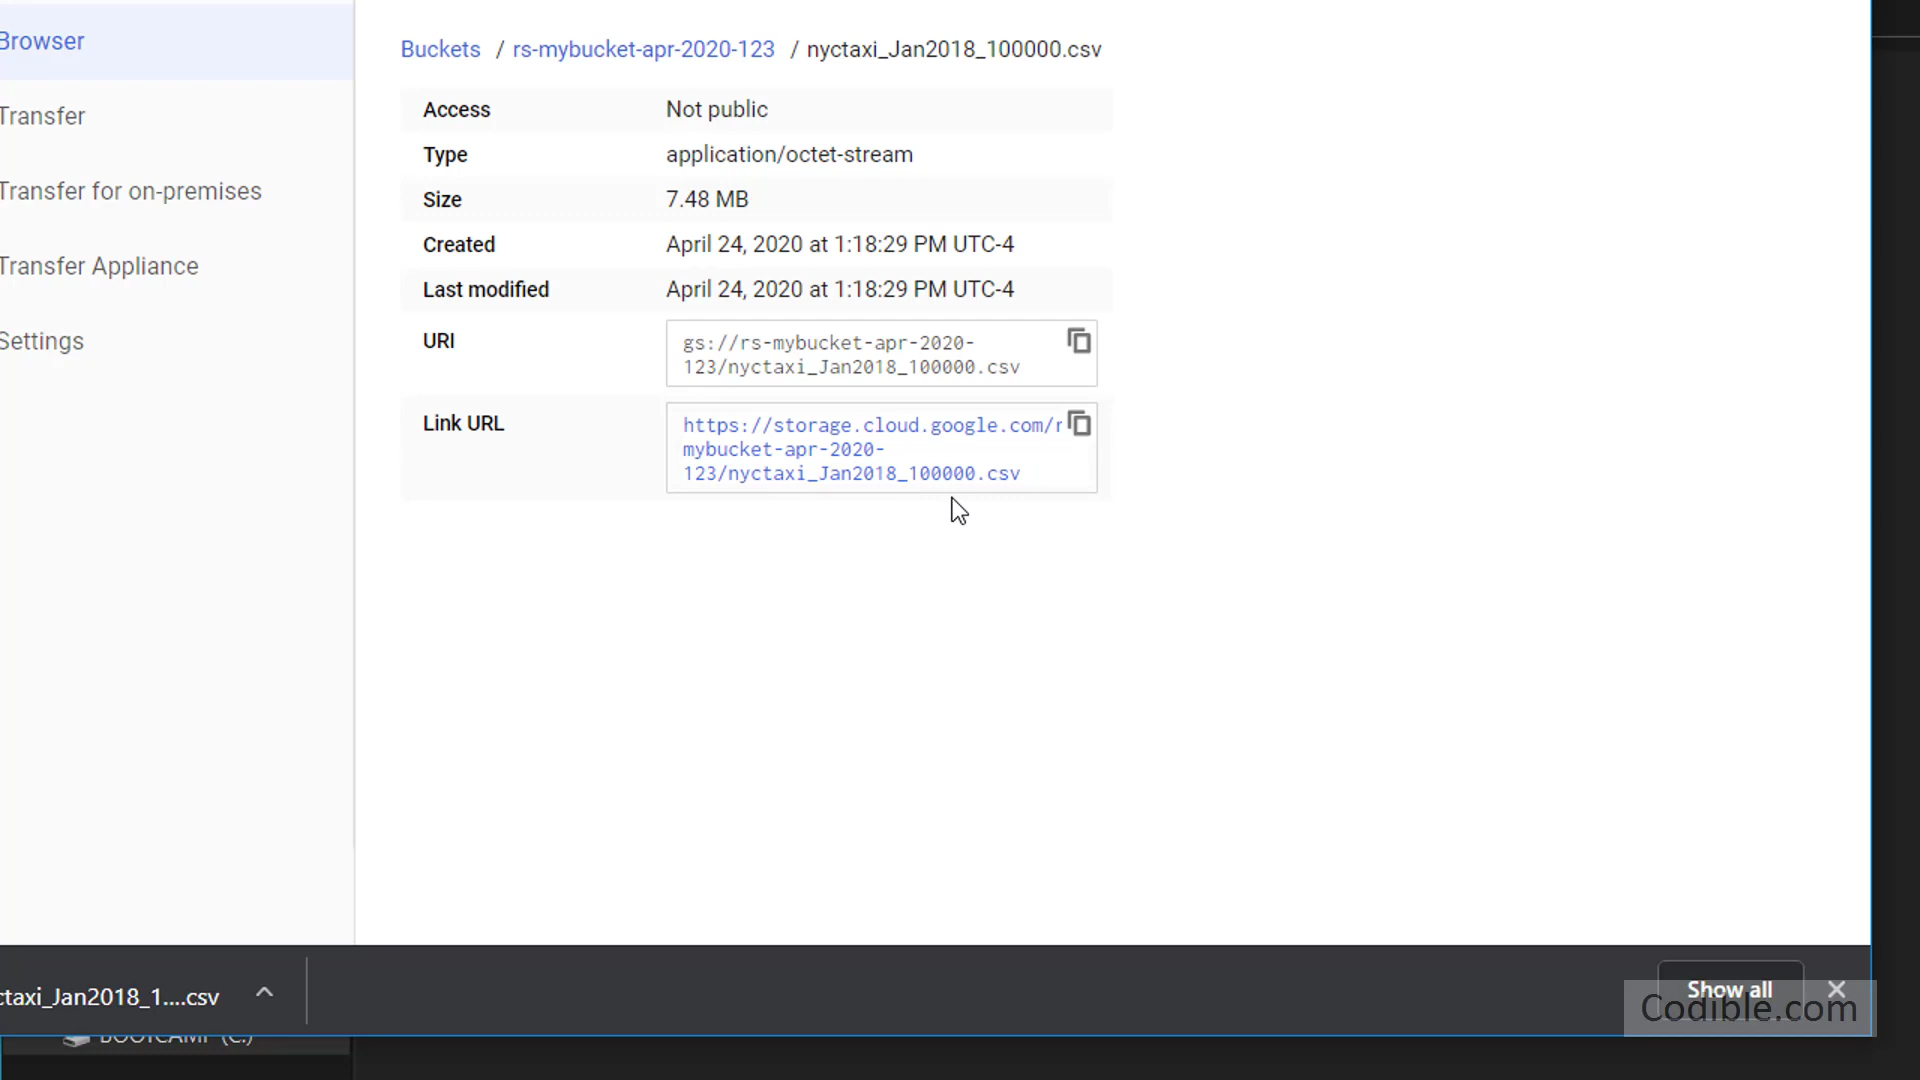 Browser
Transfer
Transfer for on-premises
Transfer Appliance
Settings
Buckets / rs-mybucket-apr-2020-123 / nyctaxi_Jan2018_100000.csv
Access Not public
Type application/octet-stream
Size 7.48 MB
Created April 24, 2020 at 1:18:29 PM UTC-4
Last modified April 24, 2020 at 1:18:29 PM UTC-4
URI gs://rs-mybucket-apr-2020-
123/nyctaxi_Jan2018_100000.csv
Link URL https://storage.cloud.google.com/r
mybucket-apr-2020-
123/nyctaxi_Jan2018_100000.csv
ctaxi_Jan2018_1....csv
Show all
Codible.com
BOOTCAMP (C:)